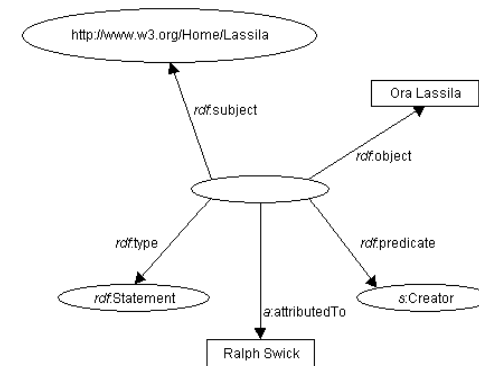 http://www.w3.org/Home/Lassila
Ora Lassila
rdf:subject
rdf:object
rdf:type
rdf:predicate
rdf:Statement
a:attributedTo
s:Creator
Ralph Swick